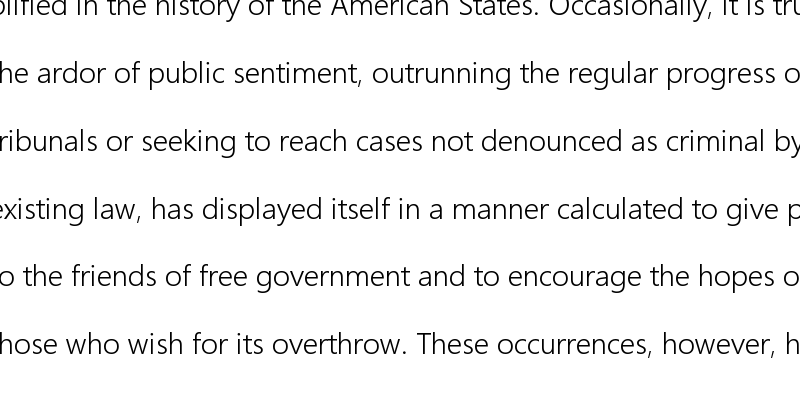 plified in the history of the American States. Occasionally, it is tru
he ardor of public sentiment, outrunning the regular progress o
ribunals or seeking to reach cases not denounced as criminal by
existing law, has displayed itself in a manner calculated to give p
o the friends of free government and to encourage the hopes o
hose who wish for its overthrow. These occurrences, however, h